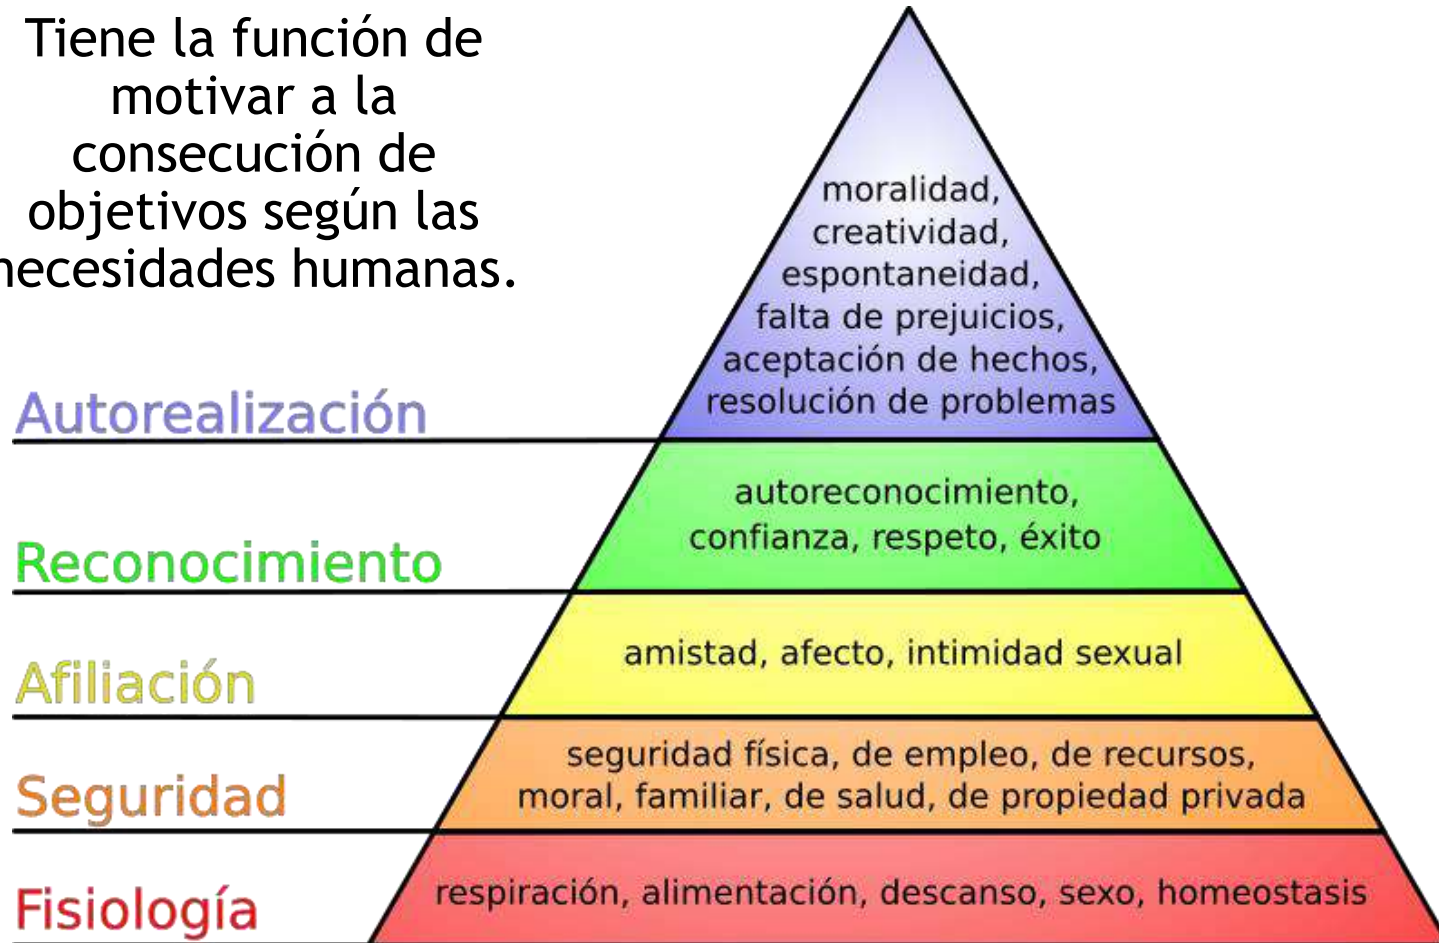 Tiene la función de
motivar a la
consecución de
objetivos según las
necesidades humanas.
moralidad,
creatividad,
espontaneidad,
falta de prejuicios,
aceptación de hechos,
resolución de problemas
Autorealización
autoreconocimiento,
confianza, respeto, éxito
Reconocimiento
amistad, afecto, intimidad sexual
Afiliación
seguridad física, de empleo, de recursos,
moral, familiar, de salud, de propiedad privada
Seguridad
respiración, alimentación, descanso, sexo, homeostasis
Fisiología